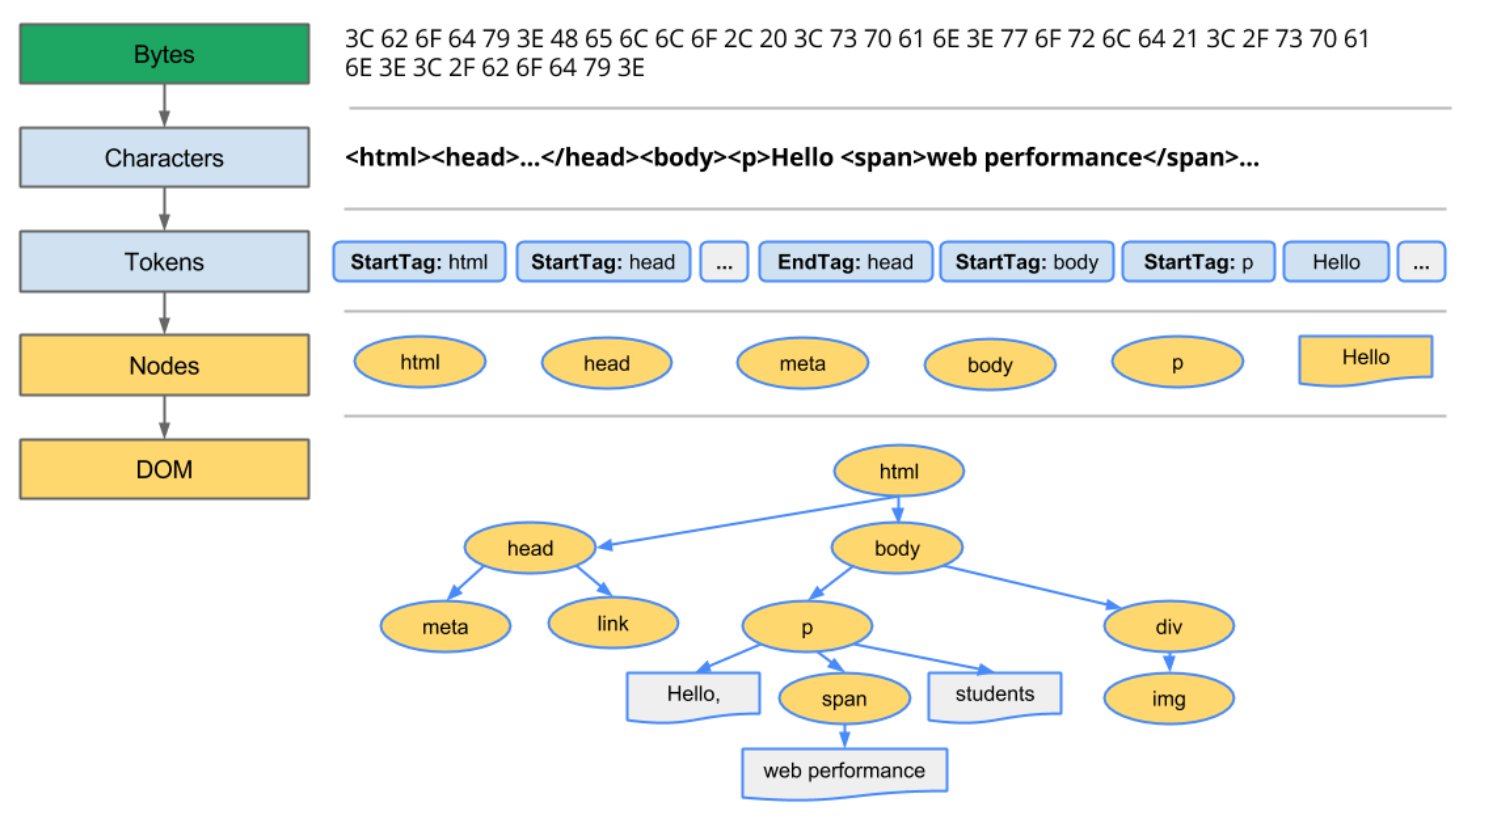 Bytes
3C 62 6F 64 79 3E 48 65 6C 6C 6F 2C 20 3C 73 70 61 6E 3E 77 6F 72 6C 64 21 3C 2F 73 70 61
6E 3E 3C 2F 62 6F 64 79 3E
Characters
<html><head>...</head><body><p>Hello <span>web performance</span>...
Tokens
StartTag: html
StartTag: head
...
EndTag: head
StartTag: body
StartTag: p
Hello
...
Nodes
html
head
meta
body
p
Hello
DOM
html
head
body
meta
link
p
div
Hello,
span
students
img
web performance